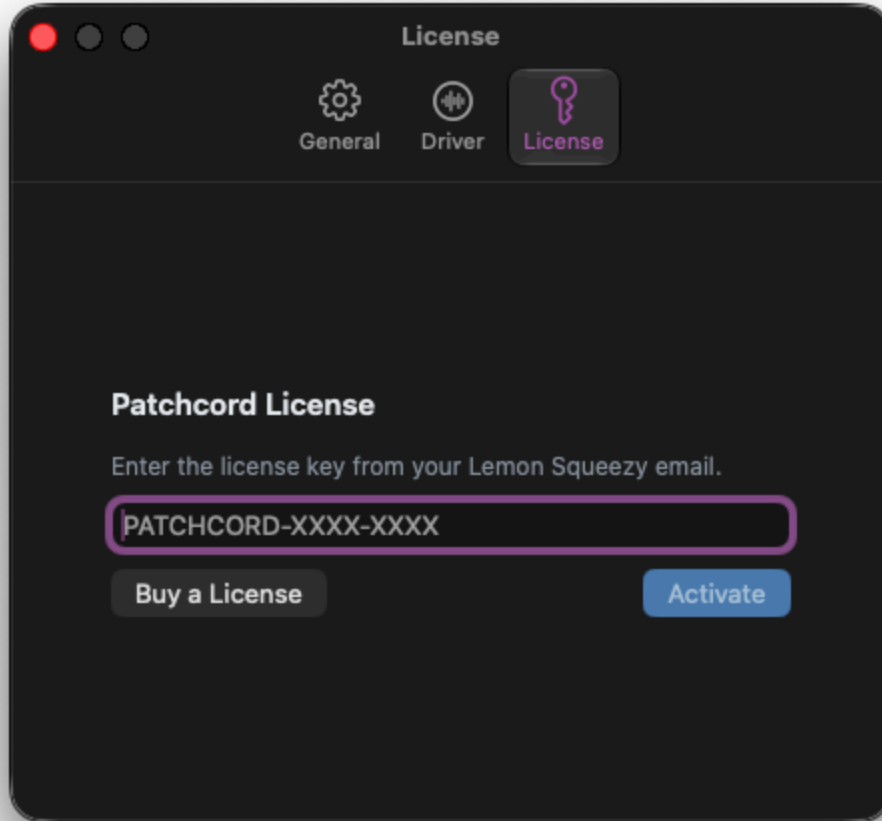 License
General Driver License
Patchcord License
Enter the license key from your Lemon Squeezy email.
PATCHCORD-XXXX-XXXX
Buy a License Activate